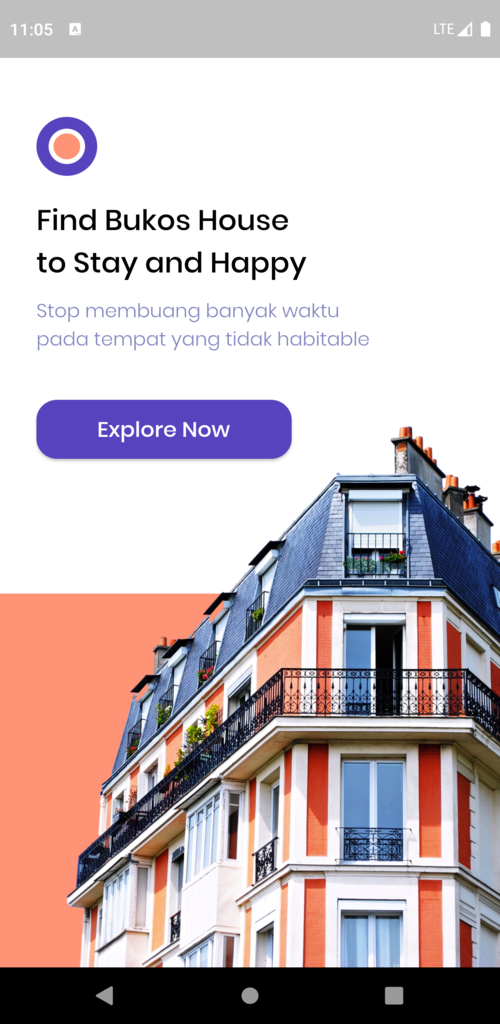 11:05
LTE
Find Bukos House
to Stay and Happy
Stop membuang banyak waktu
pada tempat yang tidak habitable
Explore Now